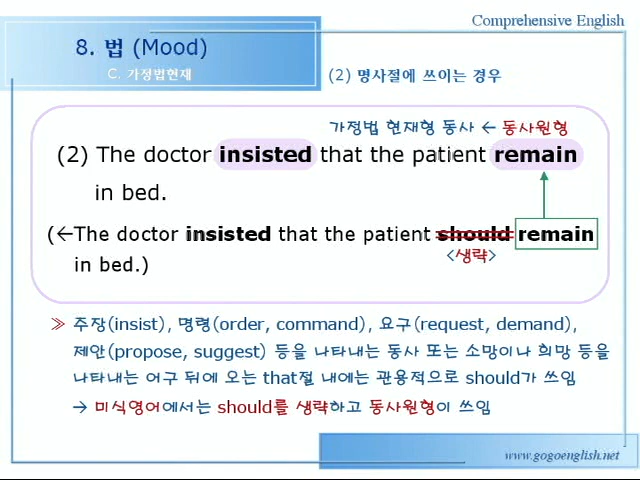 Comprehensive English
8. 법 (Mood)
C. 가정법현재
(2) 명사절에 쓰이는 경우
가정법 현재형 동사 ← 동사원형
(2) The doctor insisted that the patient remain
in bed.
(←The doctor insisted that the patient should remain
in bed.)
<생략>
≫ 주장(insist), 명령(order, command), 요구(request, demand),
제안(propose, suggest) 등을 나타내는 동사 또는 소망이나 희망 등을
나타내는 어구 뒤에 오는 that절 내에는 관용적으로 should가 쓰임
→ 미식영어에서는 should를 생략하고 동사원형이 쓰임
www.gogoenglish.net